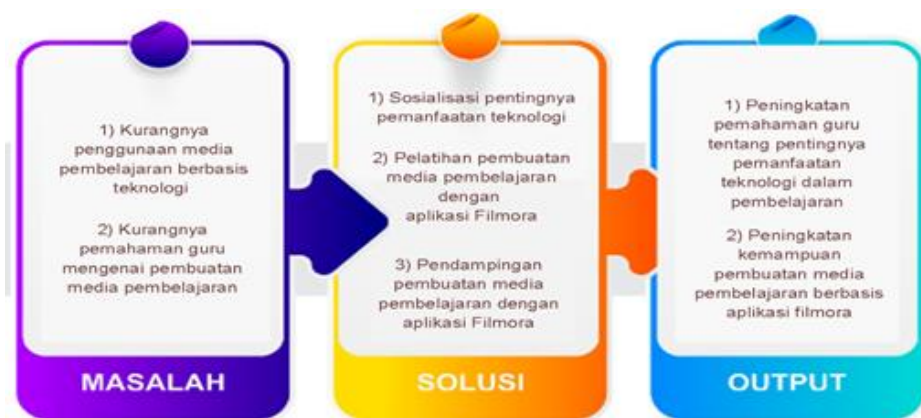 1) Kurangnya
penggunaan media
pembelajaran berbasis
teknologi
2) Kurangnya
pemahaman guru
mengenai pembuatan
media pembelajaran
MASALAH
1) Sosialisasi pentingnya
pemanfaatan teknologi
2) Pelatihan pembuatan
media pembelajaran
dengan
aplikasi Filmora
3) Pendampingan
pembuatan media
pembelajaran dengan
aplikasi Filmora
SOLUSI
1) Peningkatan
pemahaman guru
tentang pentingnya
pemanfaatan
teknologi dalam
pembelajaran
2) Peningkatan
kemampuan
pembuatan media
pembelajaran berbasis
aplikasi filmora
OUTPUT